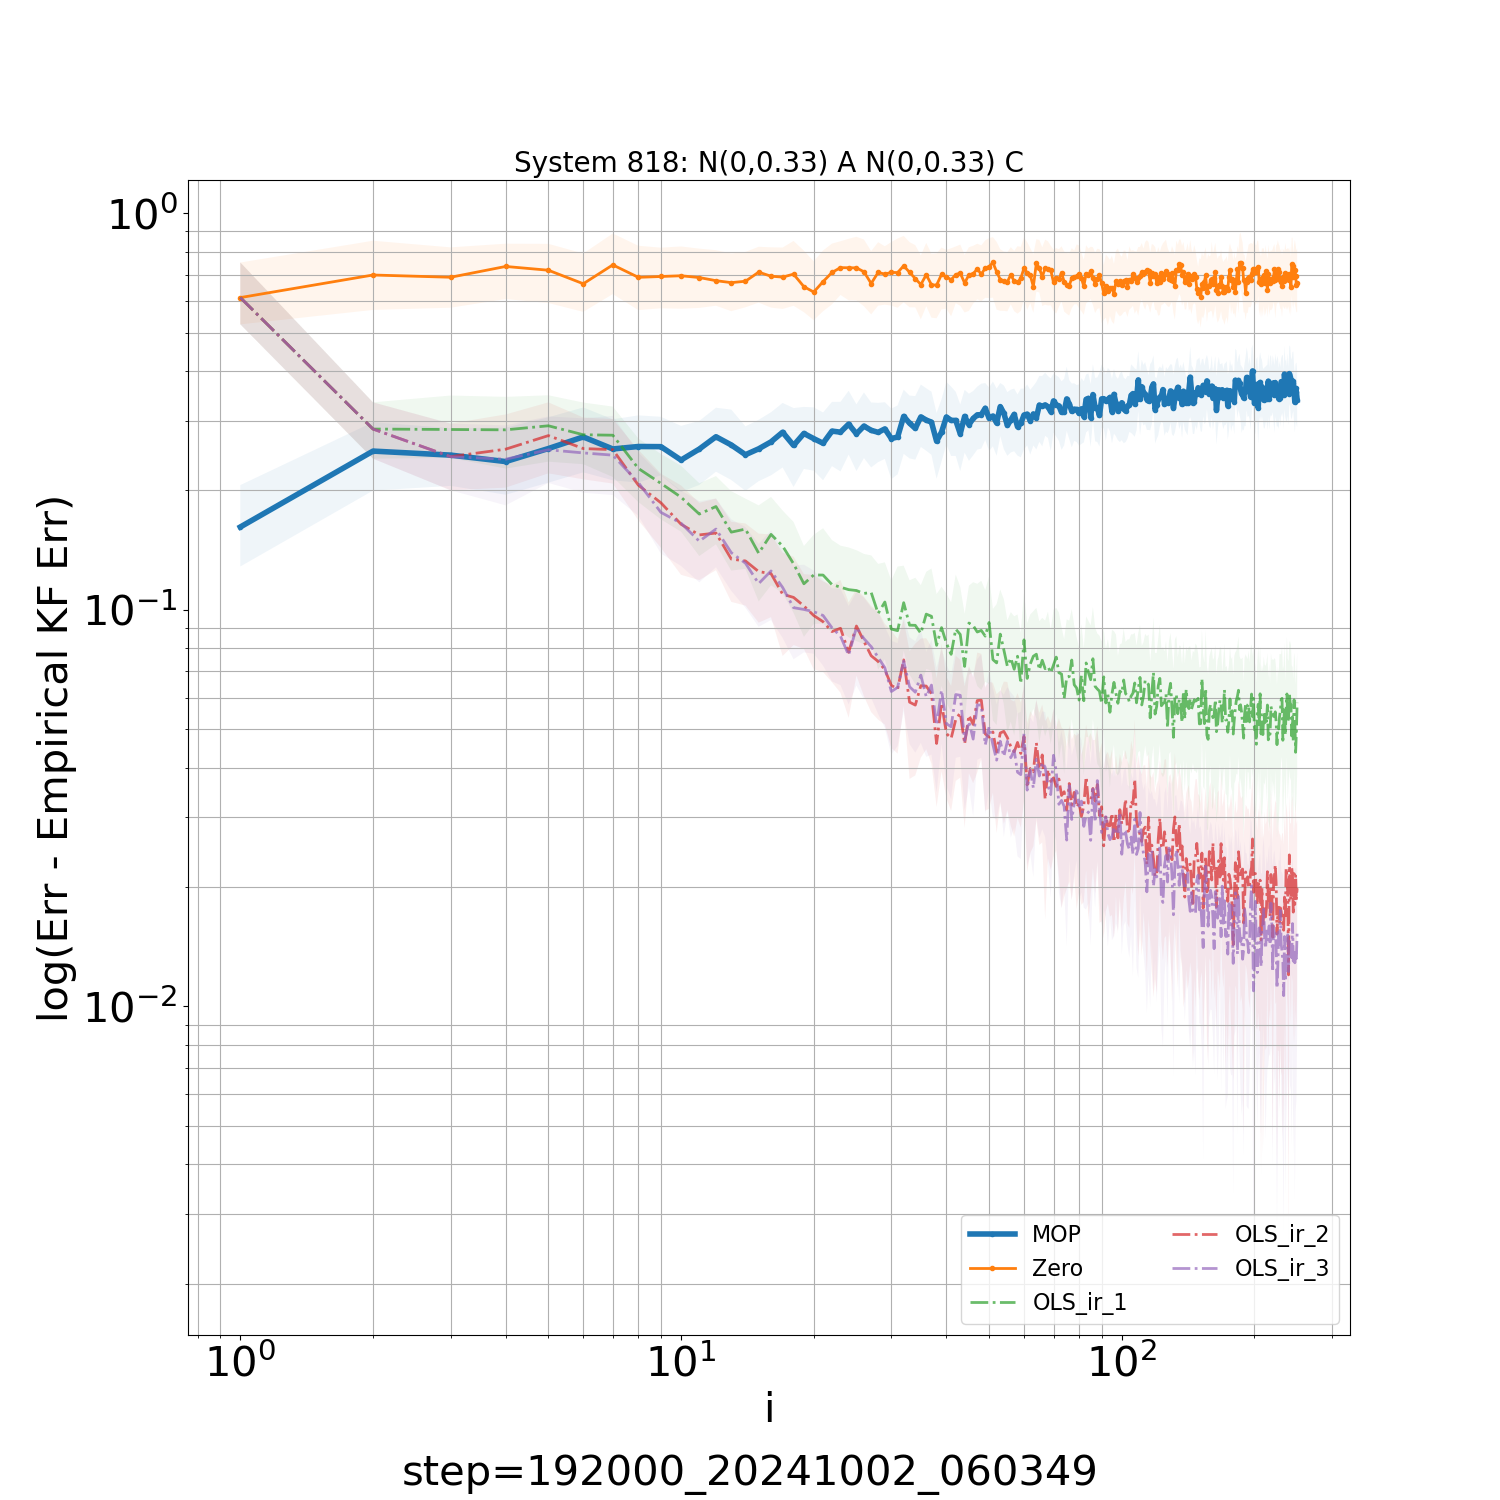 System 818: N(0,0.33) A N(0,0.33) C
log(Err - Empirical KF Err)
10⁰
10⁻¹
10⁻²
MOP
Zero
OLS_ir_1
OLS_ir_2
OLS_ir_3
10⁰
10¹
10²
i
step=192000_20241002_060349